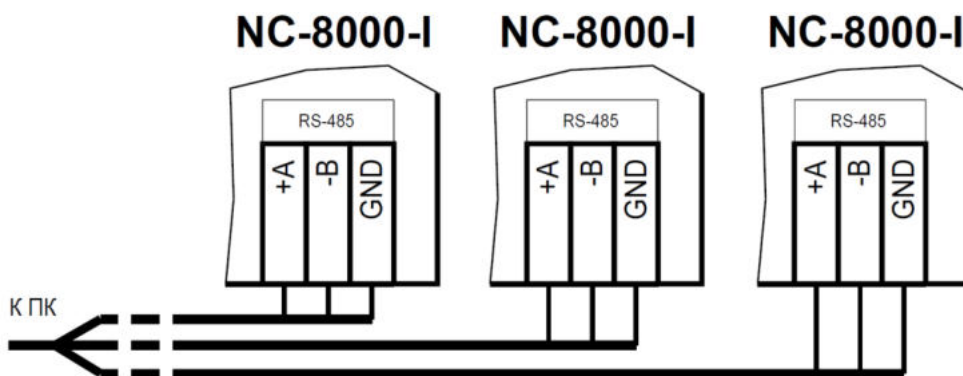 NC-8000-I NC-8000-I NC-8000-I
RS-485 RS-485 RS-485
+A -B GND +A -B GND +A -B GND
К ПК